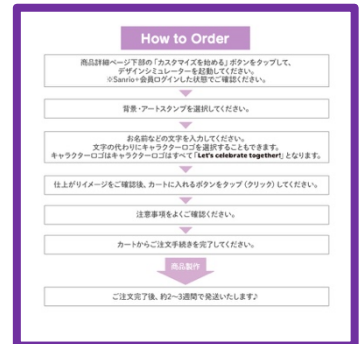 How to Order
商品詳細ページ下部の「カスタマイズを始める」ボタンをタップして、
デザインシミュレーターを起動してください。
※Sanrio+会員ログインした状態でご確認ください。
背景・アートスタンプを選択してください。
お名前などの文字を入力してください。
文字の代わりにキャラクターロゴを選択することもできます。
キャラクターロゴはキャラクターロゴはすべて「Let's celebrate together!」となります。
仕上がりイメージをご確認後、カートに入れるボタンをタップ(クリック)してください。
注意事項をよくご確認ください。
カートからご注文手続きを完了してください。
商品製作
ご注文完了後、約2~3週間で発送いたします♪